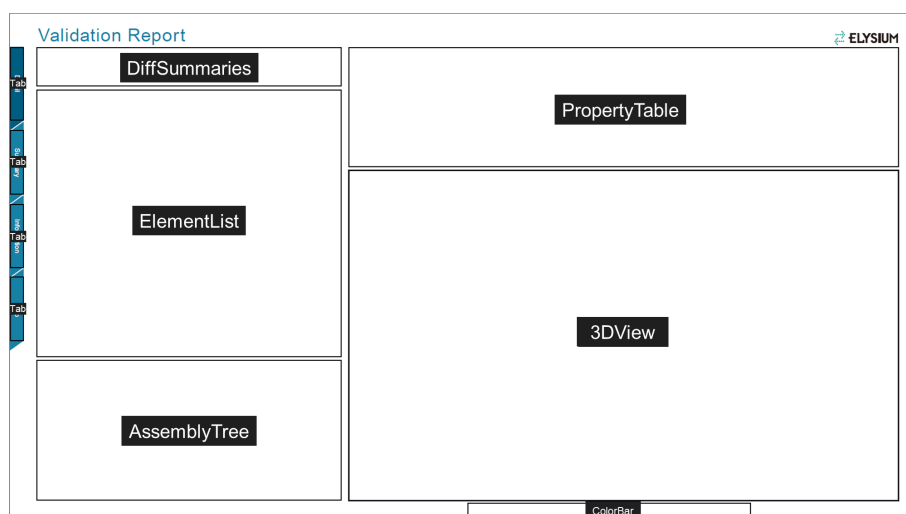 Validation Report
ELYSIUM
DiffSummaries
PropertyTable
Tab
Tab
ElementList
Tab
Tab
3DView
AssemblyTree
ColorBar